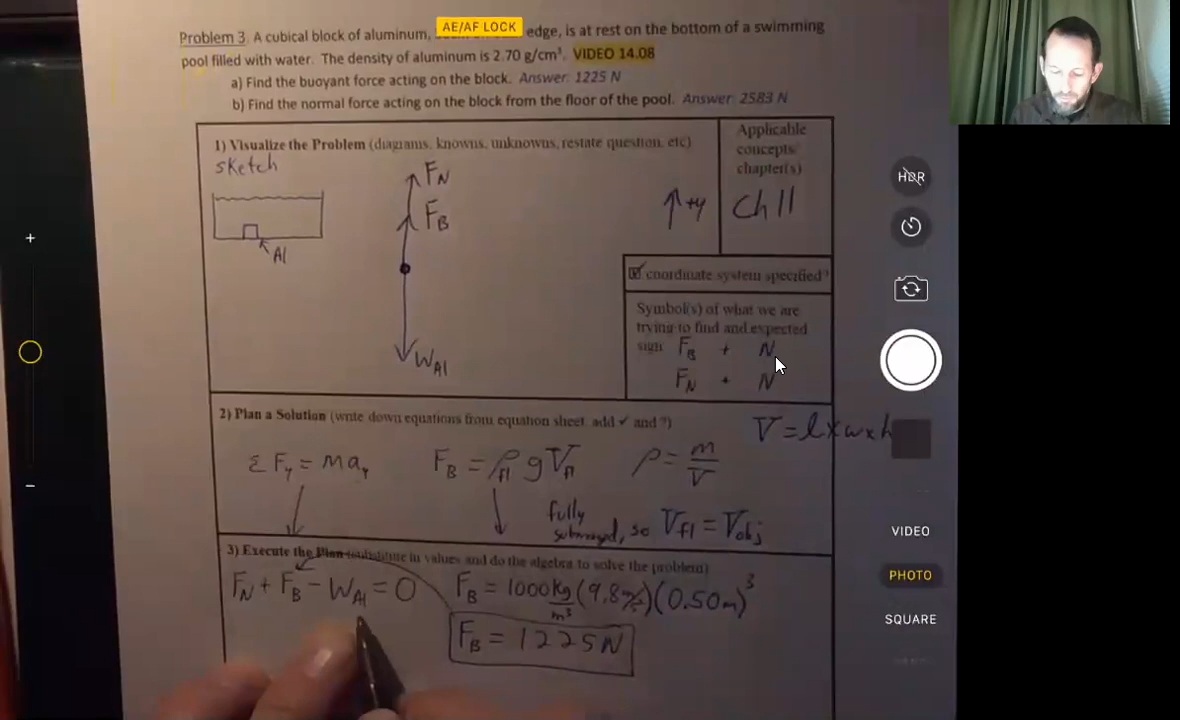 AE/AF LOCK
Problem 3. A cubical block of aluminum, edge, is at rest on the bottom of a swimming
pool filled with water. The density of aluminum is 2.70 g/cm³. VIDEO 14.08
a) Find the buoyant force acting on the block. Answer: 1225 N
b) Find the normal force acting on the block from the floor of the pool. Answer: 2583 N
1) Visualize the Problem (diagrams, knowns, unknowns, restate question, etc)
Applicable
concepts
chapter(s)
sketch
F_N
F_B
Al
W_Al
↑+y
Ch 11
coordinate system specified?
Symbol(s) of what we are
trying to find and expected
sign F_B + N
F_N + N
2) Plan a Solution (write down equations from equation sheet, add ✓ and ?)
V = l x w x h
Σ F_y = m a_y
F_B = ρ_fl g V_fl
ρ = m/V
fully
submerged, so V_fl = V_obj
3) Execute the Plan (substitute in values and do the algebra to solve the problem)
F_N + F_B - W_Al = 0
F_B = 1000 kg/m³ (9.8 m/s²)(0.50m)³
F_B = 1225 N
HDR
VIDEO
PHOTO
SQUARE